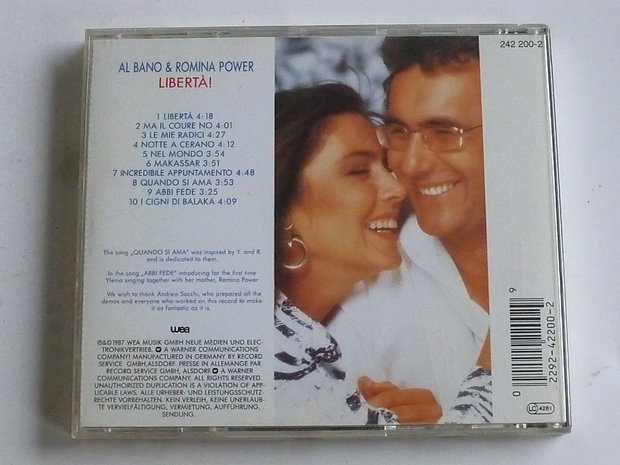 AL BANO & ROMINA POWER
LIBERTÀ!
242 200-2
1 LIBERTÀ 4:18
2 MA IL COURE NO 4:01
3 LE MIE RADICI 4:27
4 NOTTE A CERANO 4:12
5 NEL MONDO 3:54
6 MAKASSAR 3:51
7 INCREDIBILE APPUNTAMENTO 4:48
8 QUANDO SI AMA 3:53
9 ABBI FEDE 3:25
10 I CIGNI DI BALAKA 4:09
The song „QUANDO SI AMA" was inspired by Y. and R.
and is dedicated to them.
In the song „ABBI FEDE" introducing for the first time
Ylenia singing together with her mother, Romina Power
We wish to thank Andrea Sacchi, who prepared all the
demos and everyone who worked on this record to make
it as fantastic as it is.
wea
℗&©1987 WEA MUSIK GMBH NEUE MEDIEN UND ELEC-
TRONIKVERTRIEB. A WARNER COMMUNICATIONS
COMPANY! MANUFACTURED IN GERMANY BY RECORD
SERVICE GMBH, ALSDORF. PRESSE IN ALLEMAGNE PAR
RECORD SERVICE GMBH, ALSDORF. A WARNER
COMMUNICATIONS COMPANY. ALL RIGHTS RESERVED.
UNAUTHORIZED DUPLICATION IS A VIOLATION OF APP-
LICABLE LAWS. ALLE URHEBER- UND LEISTUNGSSCHUTZ-
RECHTE VORBEHALTEN. KEIN VERLEIH, KEINE UNERLAUB-
TE VERVIELFÄLTIGUNG, VERMIETUNG, AUFFÜHRUNG,
SENDUNG.
0 2292-42200-2 9
LC 4281